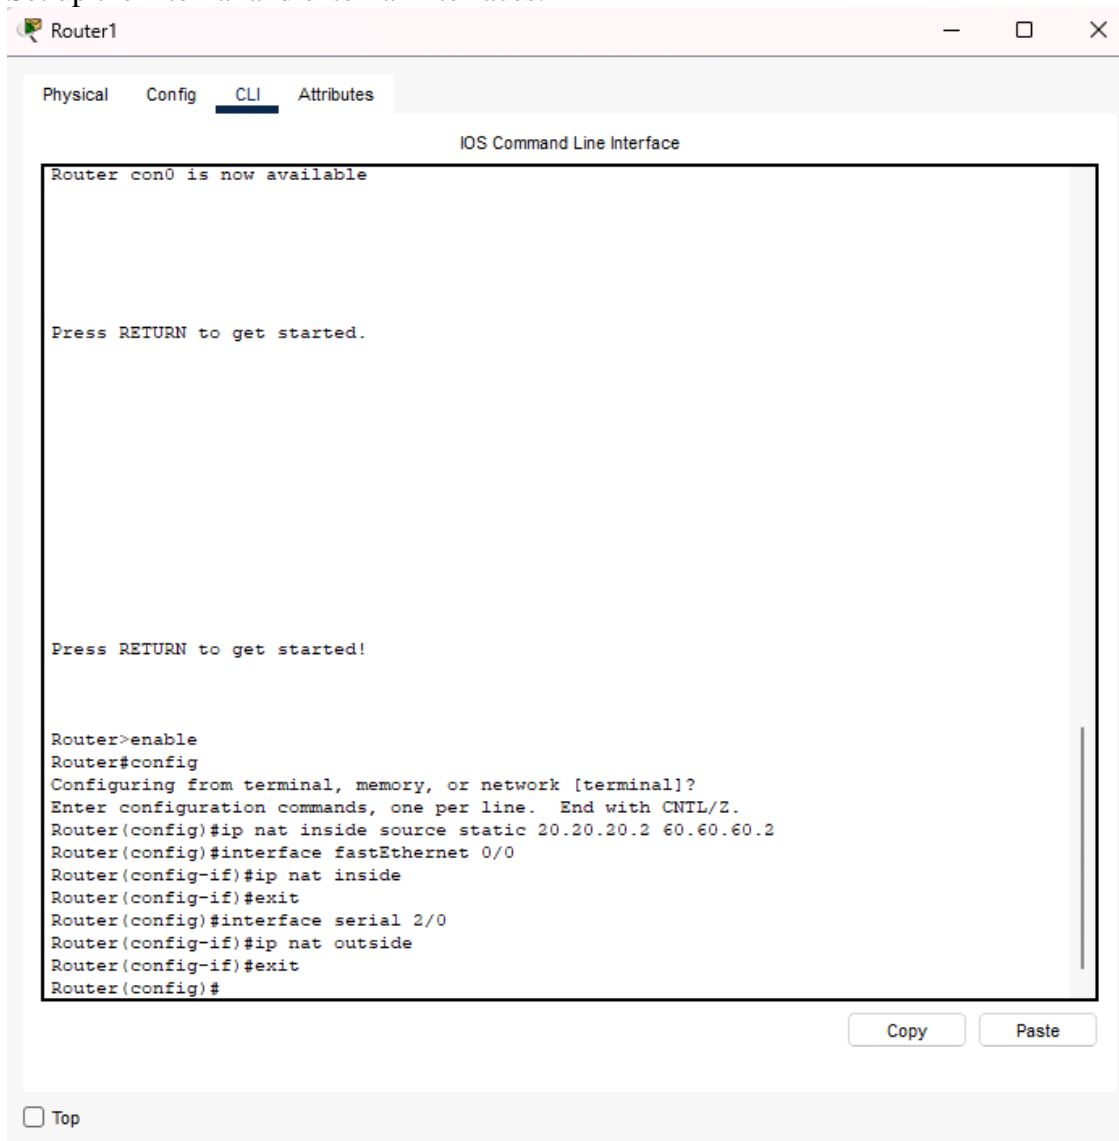 Router1
Physical Config CLI Attributes
IOS Command Line Interface
Router con0 is now available
Press RETURN to get started.
Press RETURN to get started!
Router>enable
Router#config
Configuring from terminal, memory, or network [terminal]?
Enter configuration commands, one per line.  End with CNTL/Z.
Router(config)#ip nat inside source static 20.20.20.2 60.60.60.2
Router(config)#interface fastEthernet 0/0
Router(config-if)#ip nat inside
Router(config-if)#exit
Router(config)#interface serial 2/0
Router(config-if)#ip nat outside
Router(config-if)#exit
Router(config)#
Copy Paste
Top